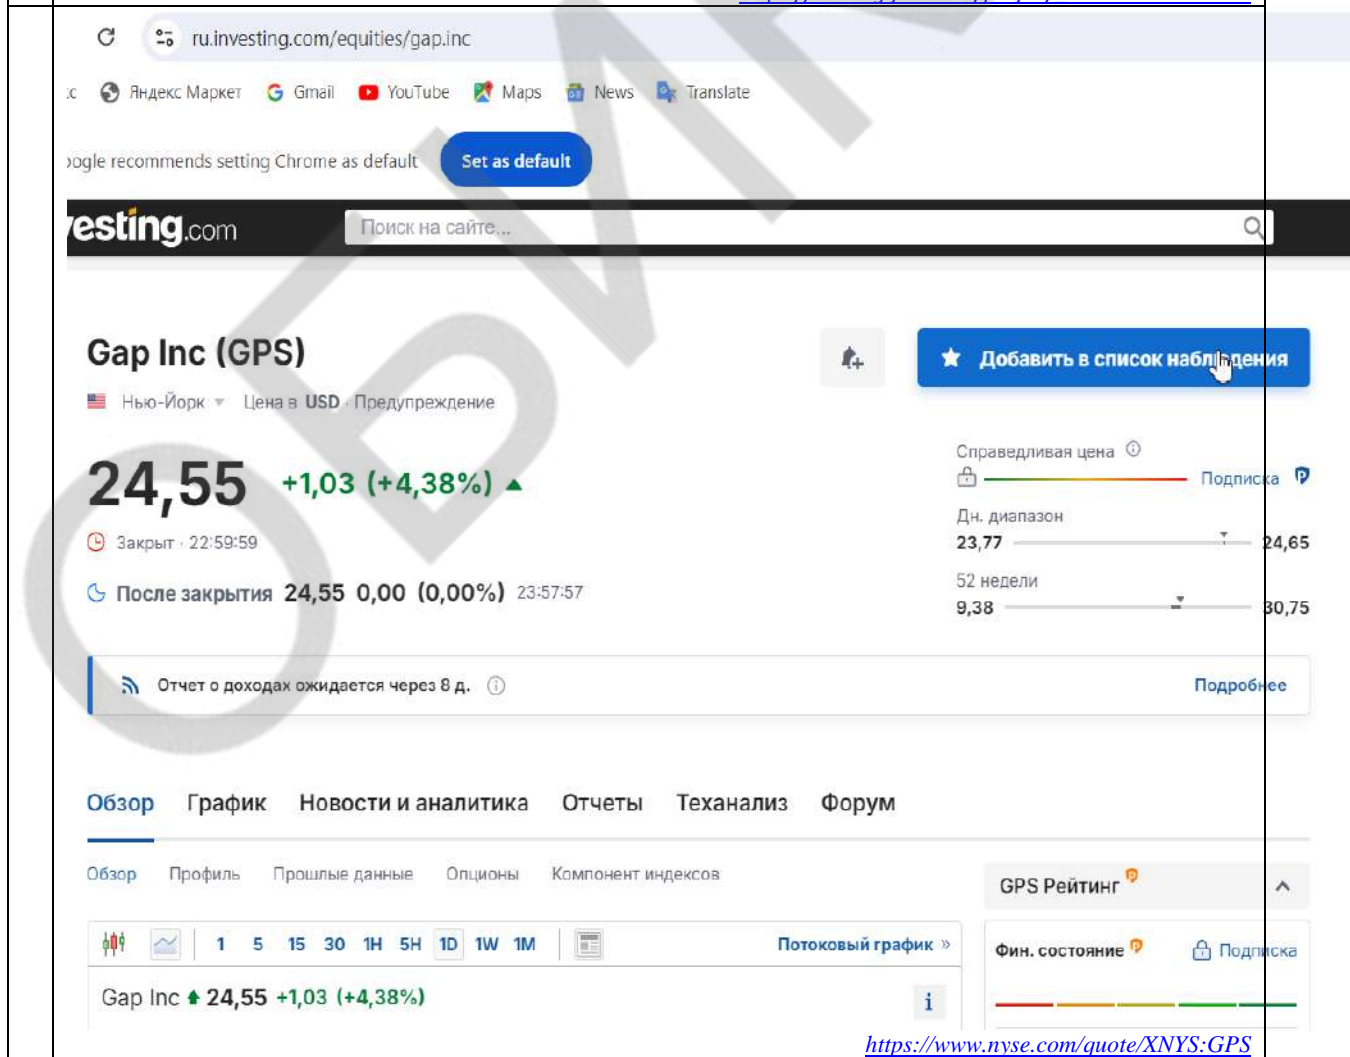 ru.investing.com/equities/gap.inc
Яндекс Маркет Gmail YouTube Maps News Translate
oogle recommends setting Chrome as default Set as default
vesting.com Поиск на сайте...
Gap Inc (GPS) Добавить в список наблюдения
Нью-Йорк Цена в USD · Предупреждение
24,55 +1,03 (+4,38%)
Справедливая цена
Подписка
Закрыт · 22:59:59
Дн. диапазон
23,77 24,65
После закрытия 24,55 0,00 (0,00%) 23:57:57
52 недели
9,38 30,75
Отчет о доходах ожидается через 8 д. Подробнее
Обзор График Новости и аналитика Отчеты Теханализ Форум
Обзор Профиль Прошлые данные Опционы Компонент индексов
GPS Рейтинг
1 5 15 30 1H 5H 1D 1W 1M Потоковый график »
Фин. состояние Подписка
Gap Inc 24,55 +1,03 (+4,38%)
https://www.nyse.com/quote/XNYS:GPS